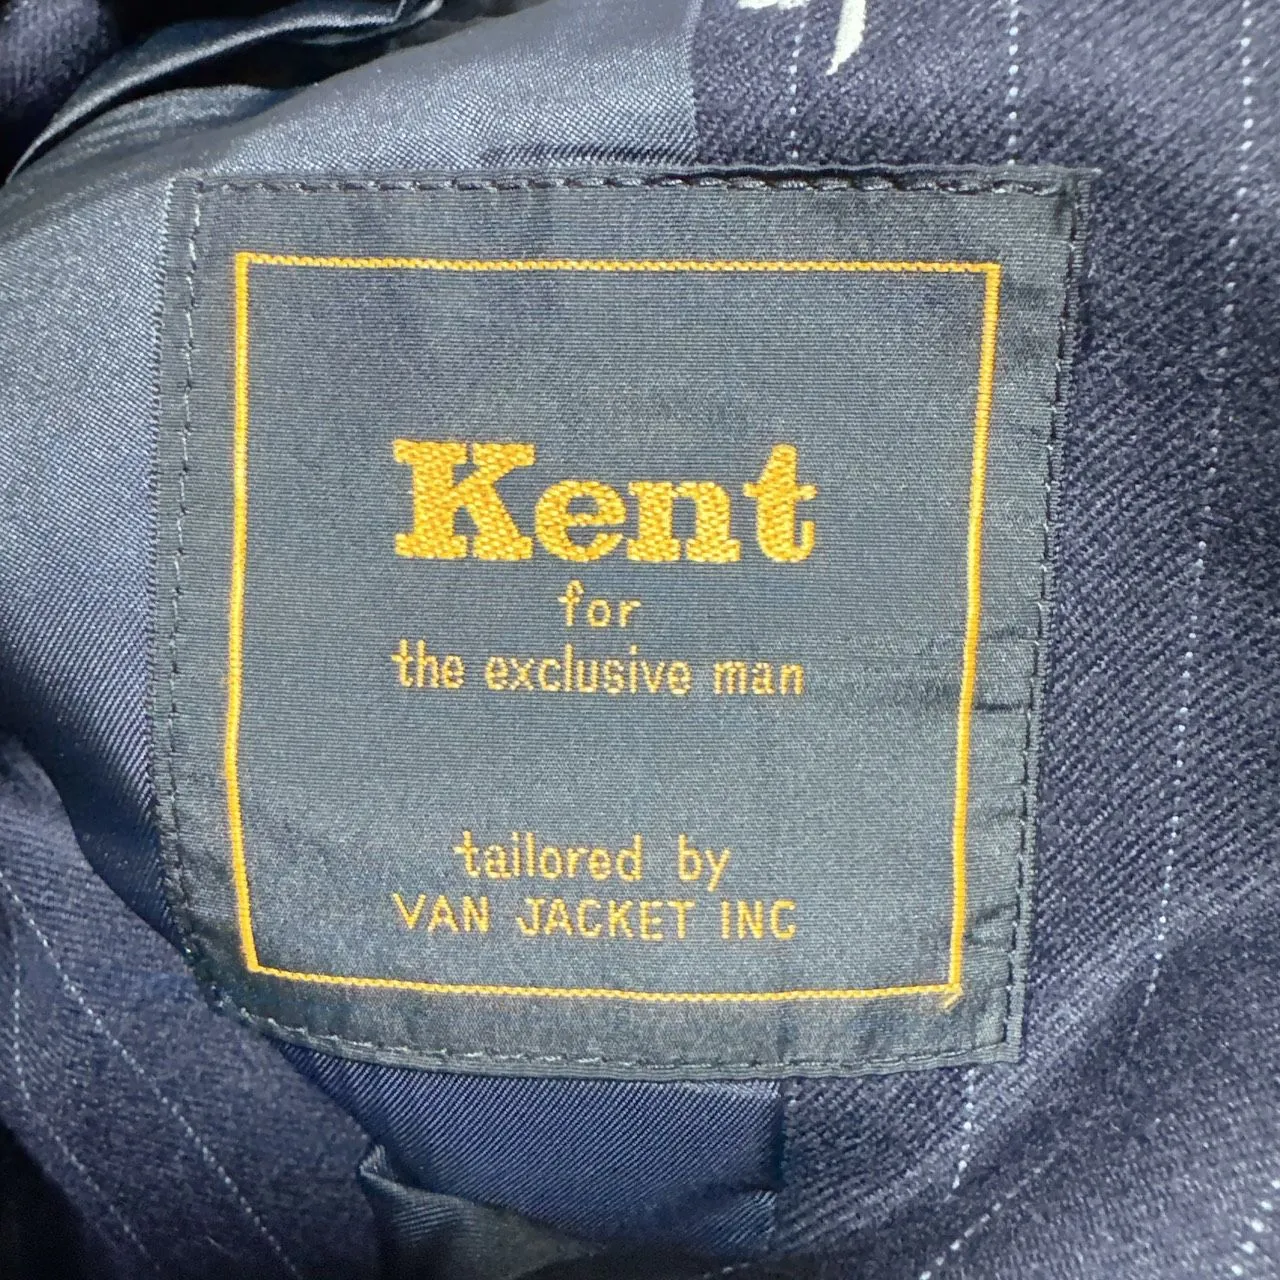 Kent
for
the exclusive man
tailored by
VAN JACKET INC